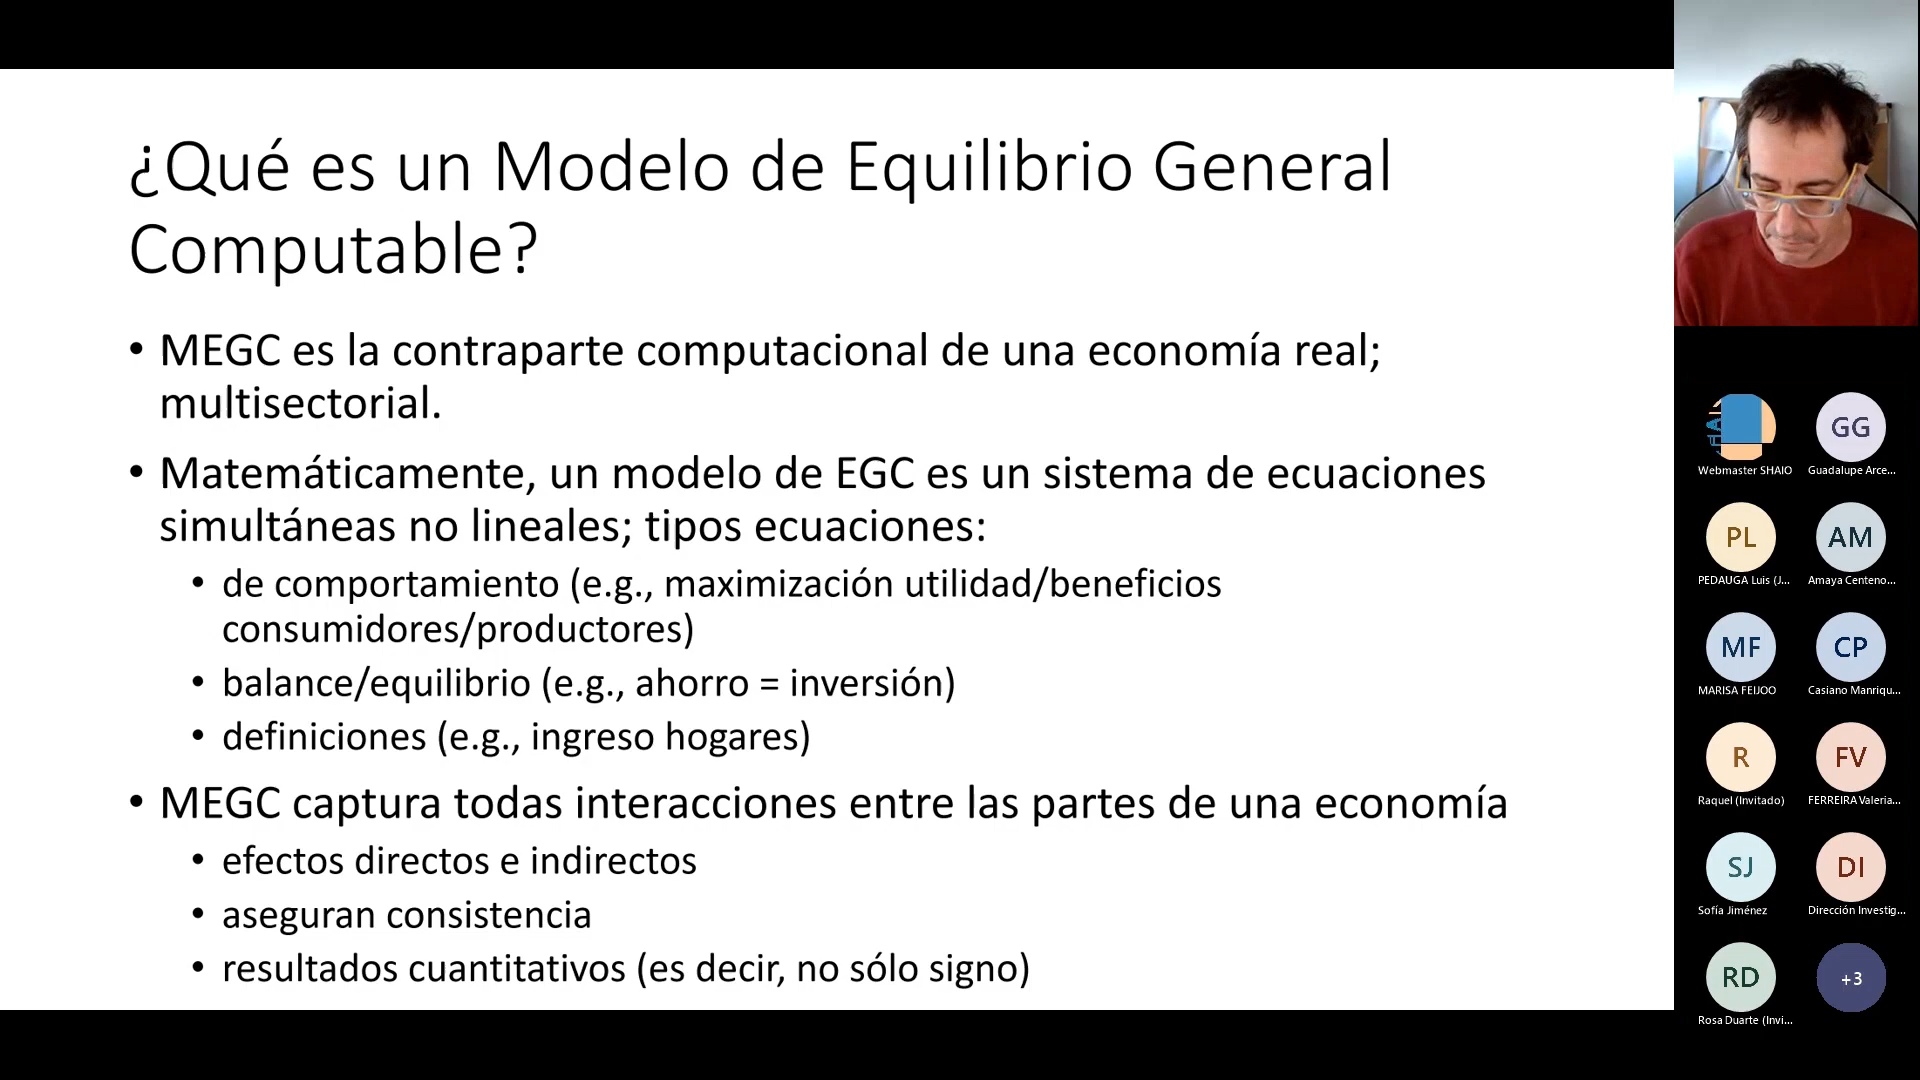 ¿Qué es un Modelo de Equilibrio General
Computable?
• MEGC es la contraparte computacional de una economía real;
multisectorial.
• Matemáticamente, un modelo de EGC es un sistema de ecuaciones
simultáneas no lineales; tipos ecuaciones:
• de comportamiento (e.g., maximización utilidad/beneficios
consumidores/productores)
• balance/equilibrio (e.g., ahorro = inversión)
• definiciones (e.g., ingreso hogares)
• MEGC captura todas interacciones entre las partes de una economía
• efectos directos e indirectos
• aseguran consistencia
• resultados cuantitativos (es decir, no sólo signo)
Webmaster SHAIO
GG
Guadalupe Arce...
PL
PEDAUGA Luis (J...
AM
Amaya Centeno...
MF
MARISA FEIJOO
CP
Casiano Manriqu...
R
Raquel (Invitado)
FV
FERREIRA Valeria...
SJ
Sofía Jiménez
DI
Dirección Investig...
RD
Rosa Duarte (Invi...
+3